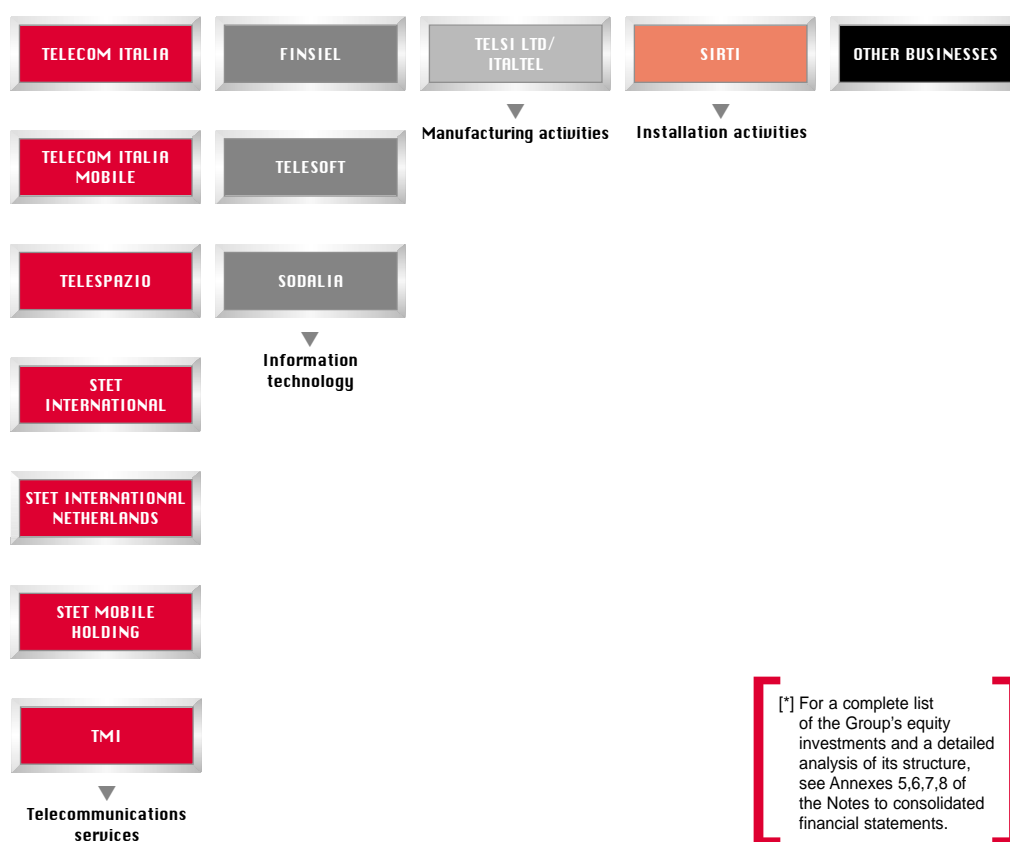 TELECOM ITALIA
FINSIEL
TELSI LTD/
ITALTEL
SIRTI
OTHER BUSINESSES
Manufacturing activities
Installation activities
TELECOM ITALIA
MOBILE
TELESOFT
TELESPAZIO
SODALIA
Information
technology
STET
INTERNATIONAL
STET INTERNATIONAL
NETHERLANDS
STET MOBILE
HOLDING
TMI
Telecommunications
services
[*] For a complete list
of the Group's equity
investments and a detailed
analysis of its structure,
see Annexes 5,6,7,8 of
the Notes to consolidated
financial statements.